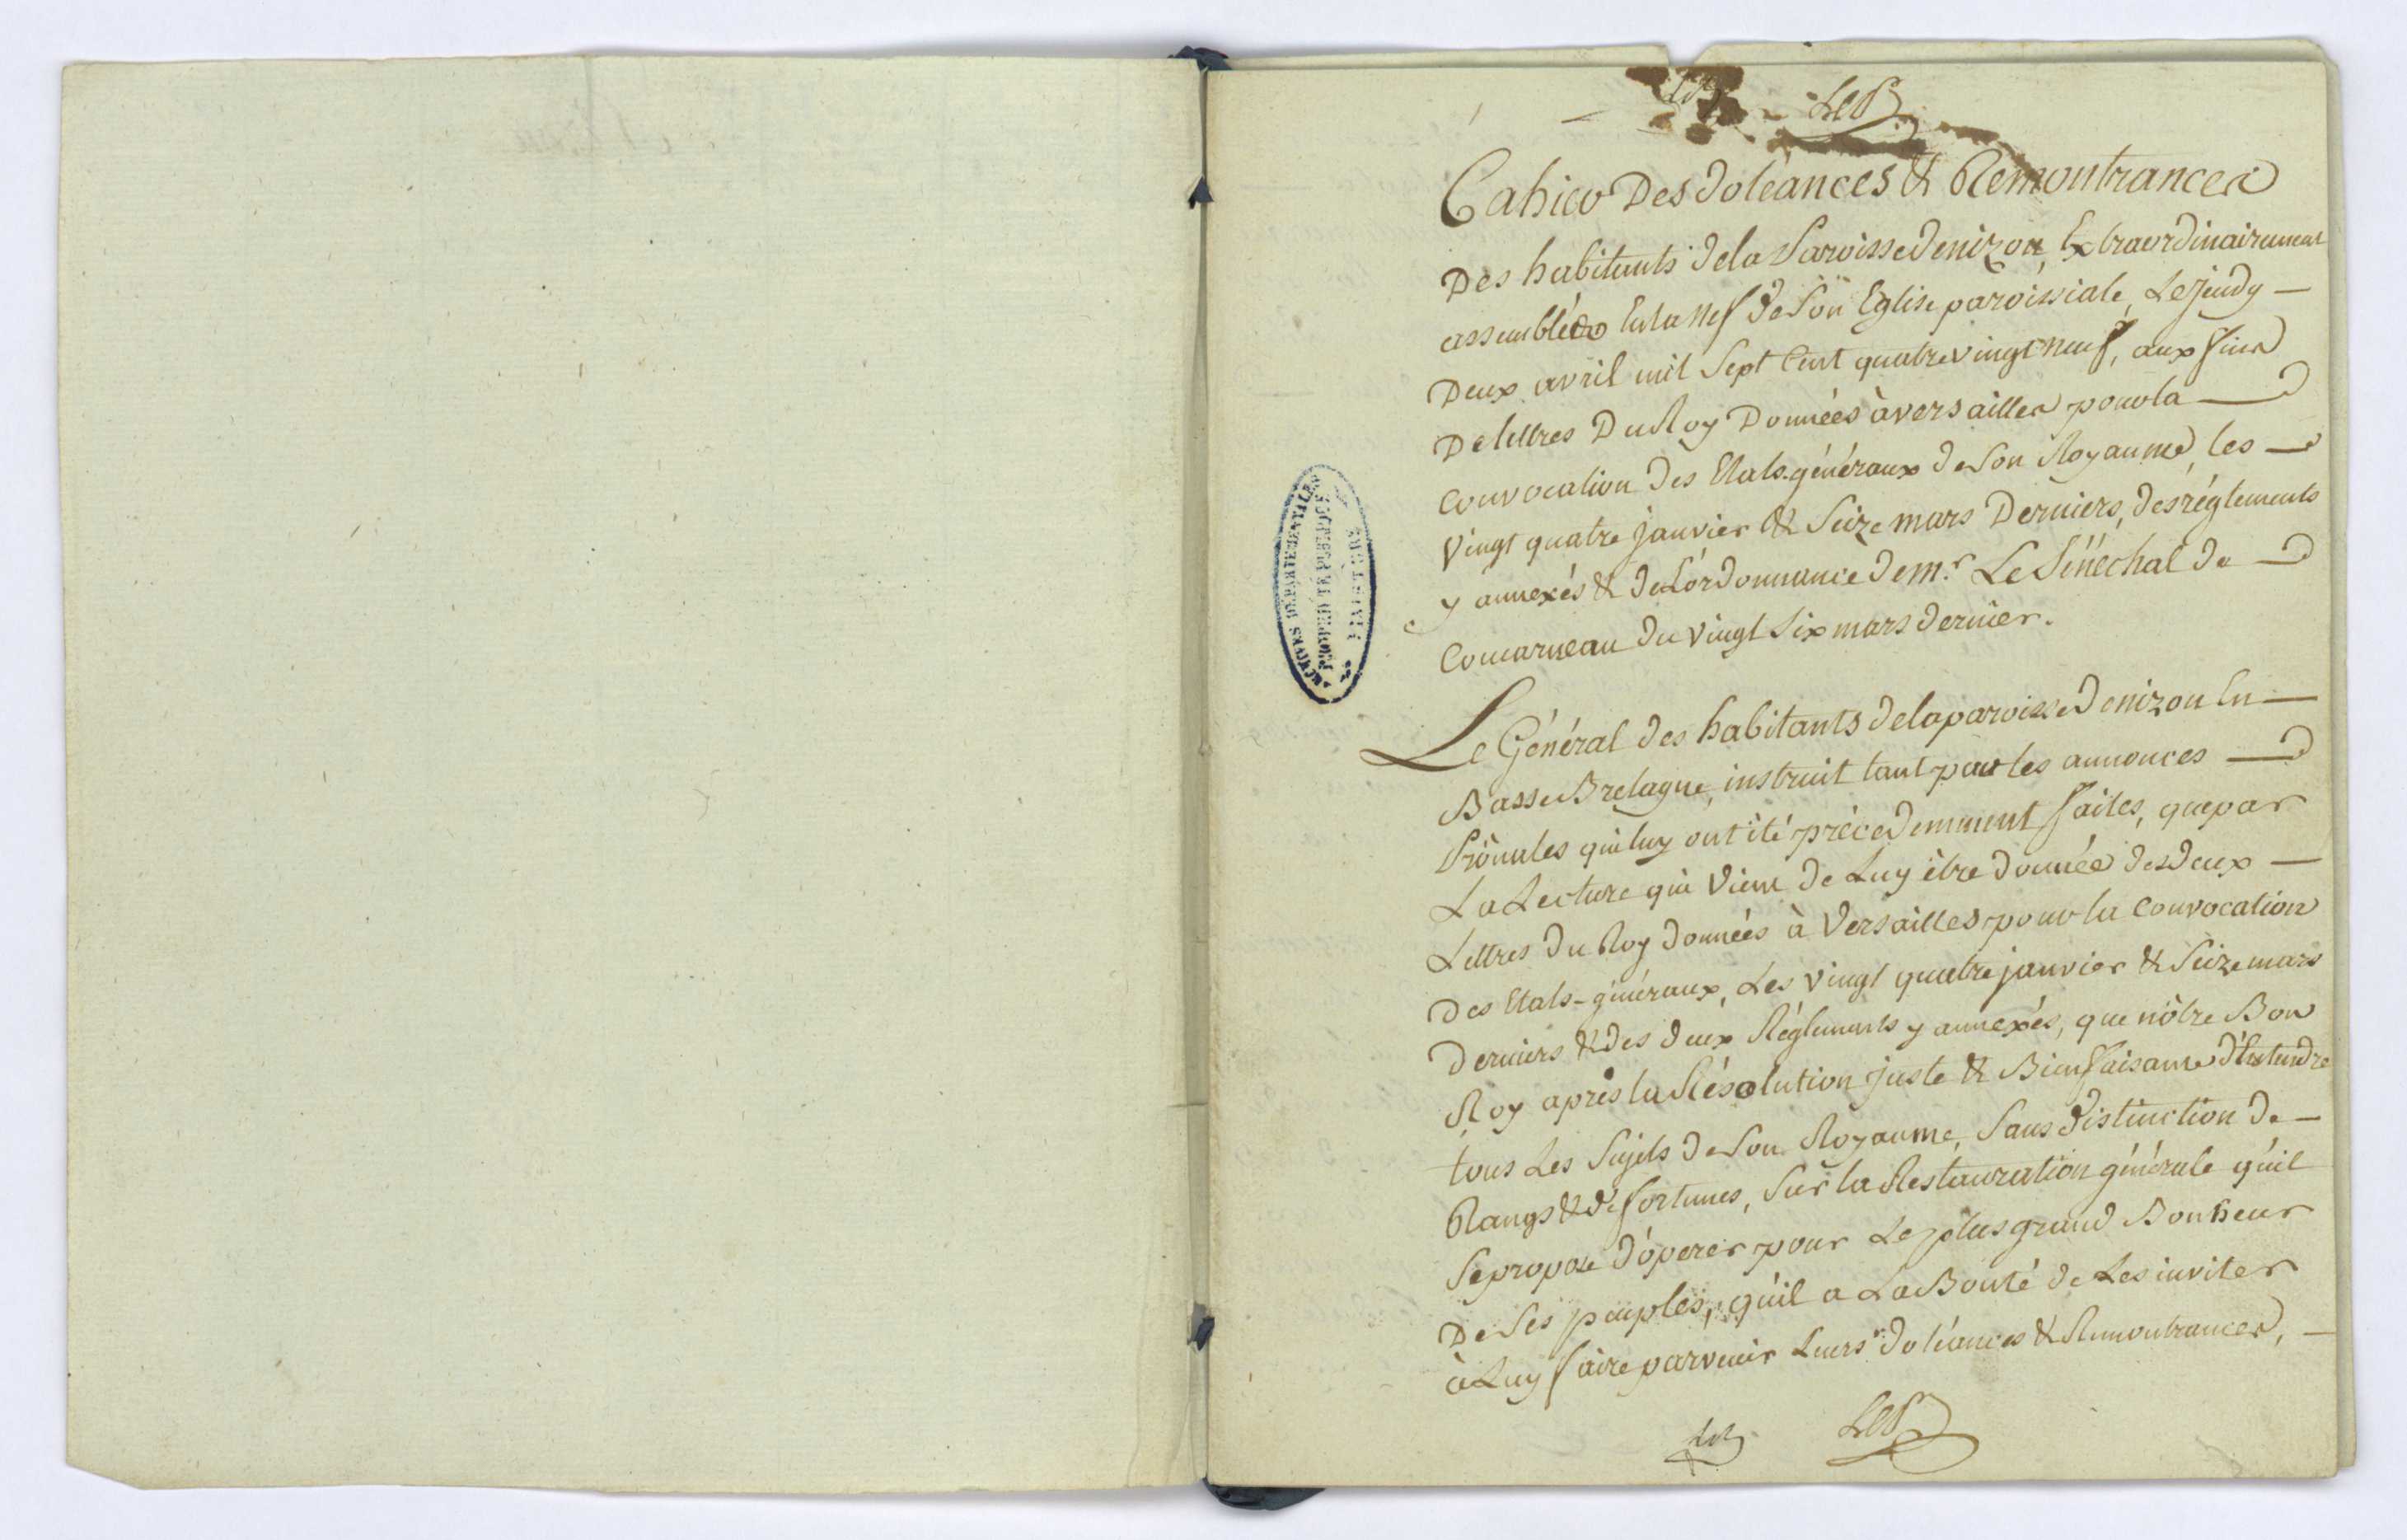 LeB
Cahier Des doléances & Remontrances
Des habitants de la Paroisse de nizon, Extraordinairement
assemblés En la nef de Son Eglise paroissiale, Le Jeudy —
Deux avril mil Sept Cent quatre vingt neuf, aux fins
De lettres Du Roy Données à versailles pour la —
convocation des Etats-généraux de Son Royaume, les —
vingt quatre janvier & Seize mars Derniers, des réglements
y annexés & de L'ordonnance de m.r Le Sénéchal de —
Concarneau du vingt Six mars dernier.
Le Général des habitants de la paroisse de nizon En —
Basse Bretagne, instruit tant par les annonces —
Prônales qui luy ont été précedemment faites, que par
La Lecture qui vient de Luy être donnée des deux —
Lettres du Roy données à Versailles pour la Convocation
Des Etats-généraux, Les vingt quatre janvier & Seize mars
Derniers & des deux Réglements y annexés, que nôtre Bon
Roy après la Résolution juste & Bienfaisante d'Entendre
tous Les Sujets de Son Royaume, Sans distinction de —
Rangs & de fortunes, Sur la Restauration générale qu'il
Se propose d'óperer pour Le plus grand Bonheur
De Ses peuples, qu'il a La Bonté de Les inviter
à Luy faire parvenir Leurs doléances & Remontrances, —
LeB
ARCHIVES DÉPARTEMENTALES
PROPRIÉTÉ PUBLIQUE
FINISTÈRE